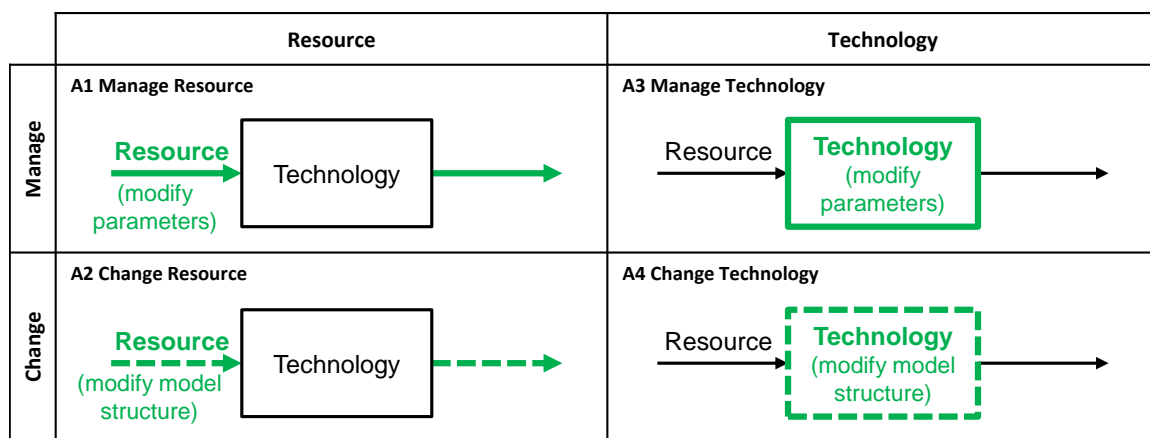 Resource
Technology
Manage
A1 Manage Resource
Resource
(modify
parameters)
Technology
A3 Manage Technology
Resource
Technology
(modify
parameters)
Change
A2 Change Resource
Resource
(modify model
structure)
Technology
A4 Change Technology
Resource
Technology
(modify model
structure)